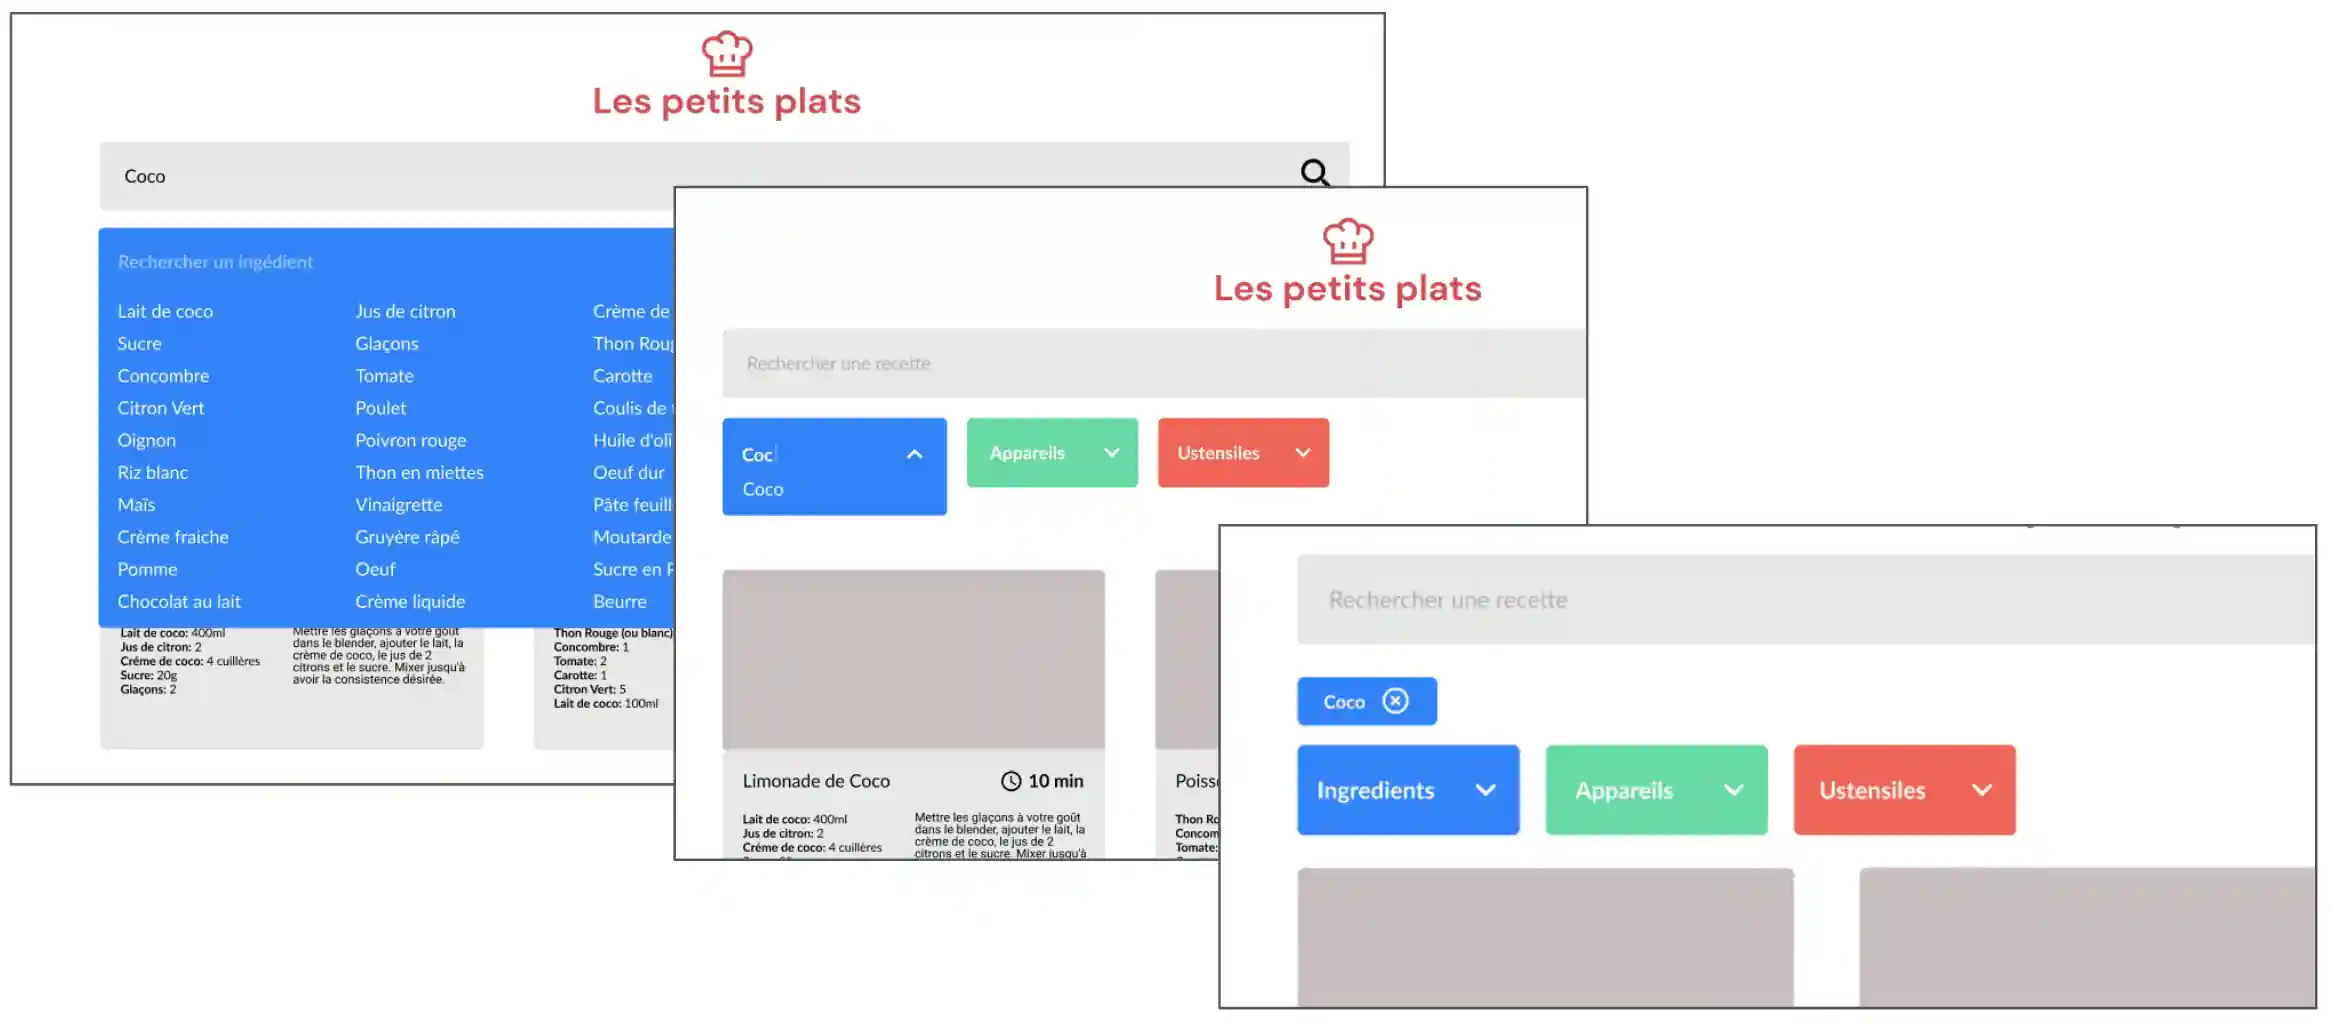 Les petits plats
Coco
Rechercher un ingédient
Lait de coco
Jus de citron
Crème de
Sucre
Glaçons
Thon Roug
Concombre
Tomate
Carotte
Citron Vert
Poulet
Coulis de
Oignon
Poivron rouge
Huile d'oli
Riz blanc
Thon en miettes
Oeuf dur
Maïs
Vinaigrette
Pâte feuill
Crème fraiche
Gruyère râpé
Moutarde
Pomme
Oeuf
Sucre en
Chocolat au lait
Crème liquide
Beurre
Lait de coco: 400ml
Jus de citron: 2
Créme de coco: 4 cuillères
Sucre: 20g
Glaçons: 2
Mettre les glaçons à votre goût
dans le blender, ajouter le lait, la
crème de coco, le jus de 2
citrons et le sucre. Mixer jusqu'à
avoir la consistence désirée.
Thon Rouge (ou blanc)
Concombre: 1
Tomate: 2
Carotte: 1
Citron Vert: 5
Lait de coco: 100ml
Les petits plats
Rechercher une recette
Coc
Coco
Appareils
Ustensiles
Limonade de Coco
10 min
Lait de coco: 400ml
Jus de citron: 2
Créme de coco: 4 cuillères
Mettre les glaçons à votre goût
dans le blender, ajouter le lait, la
crème de coco, le jus de 2
citrons et le sucre. Mixer jusqu'à
Poiss
Thon Ro
Concom
Tomate:
Rechercher une recette
Coco
Ingredients
Appareils
Ustensiles